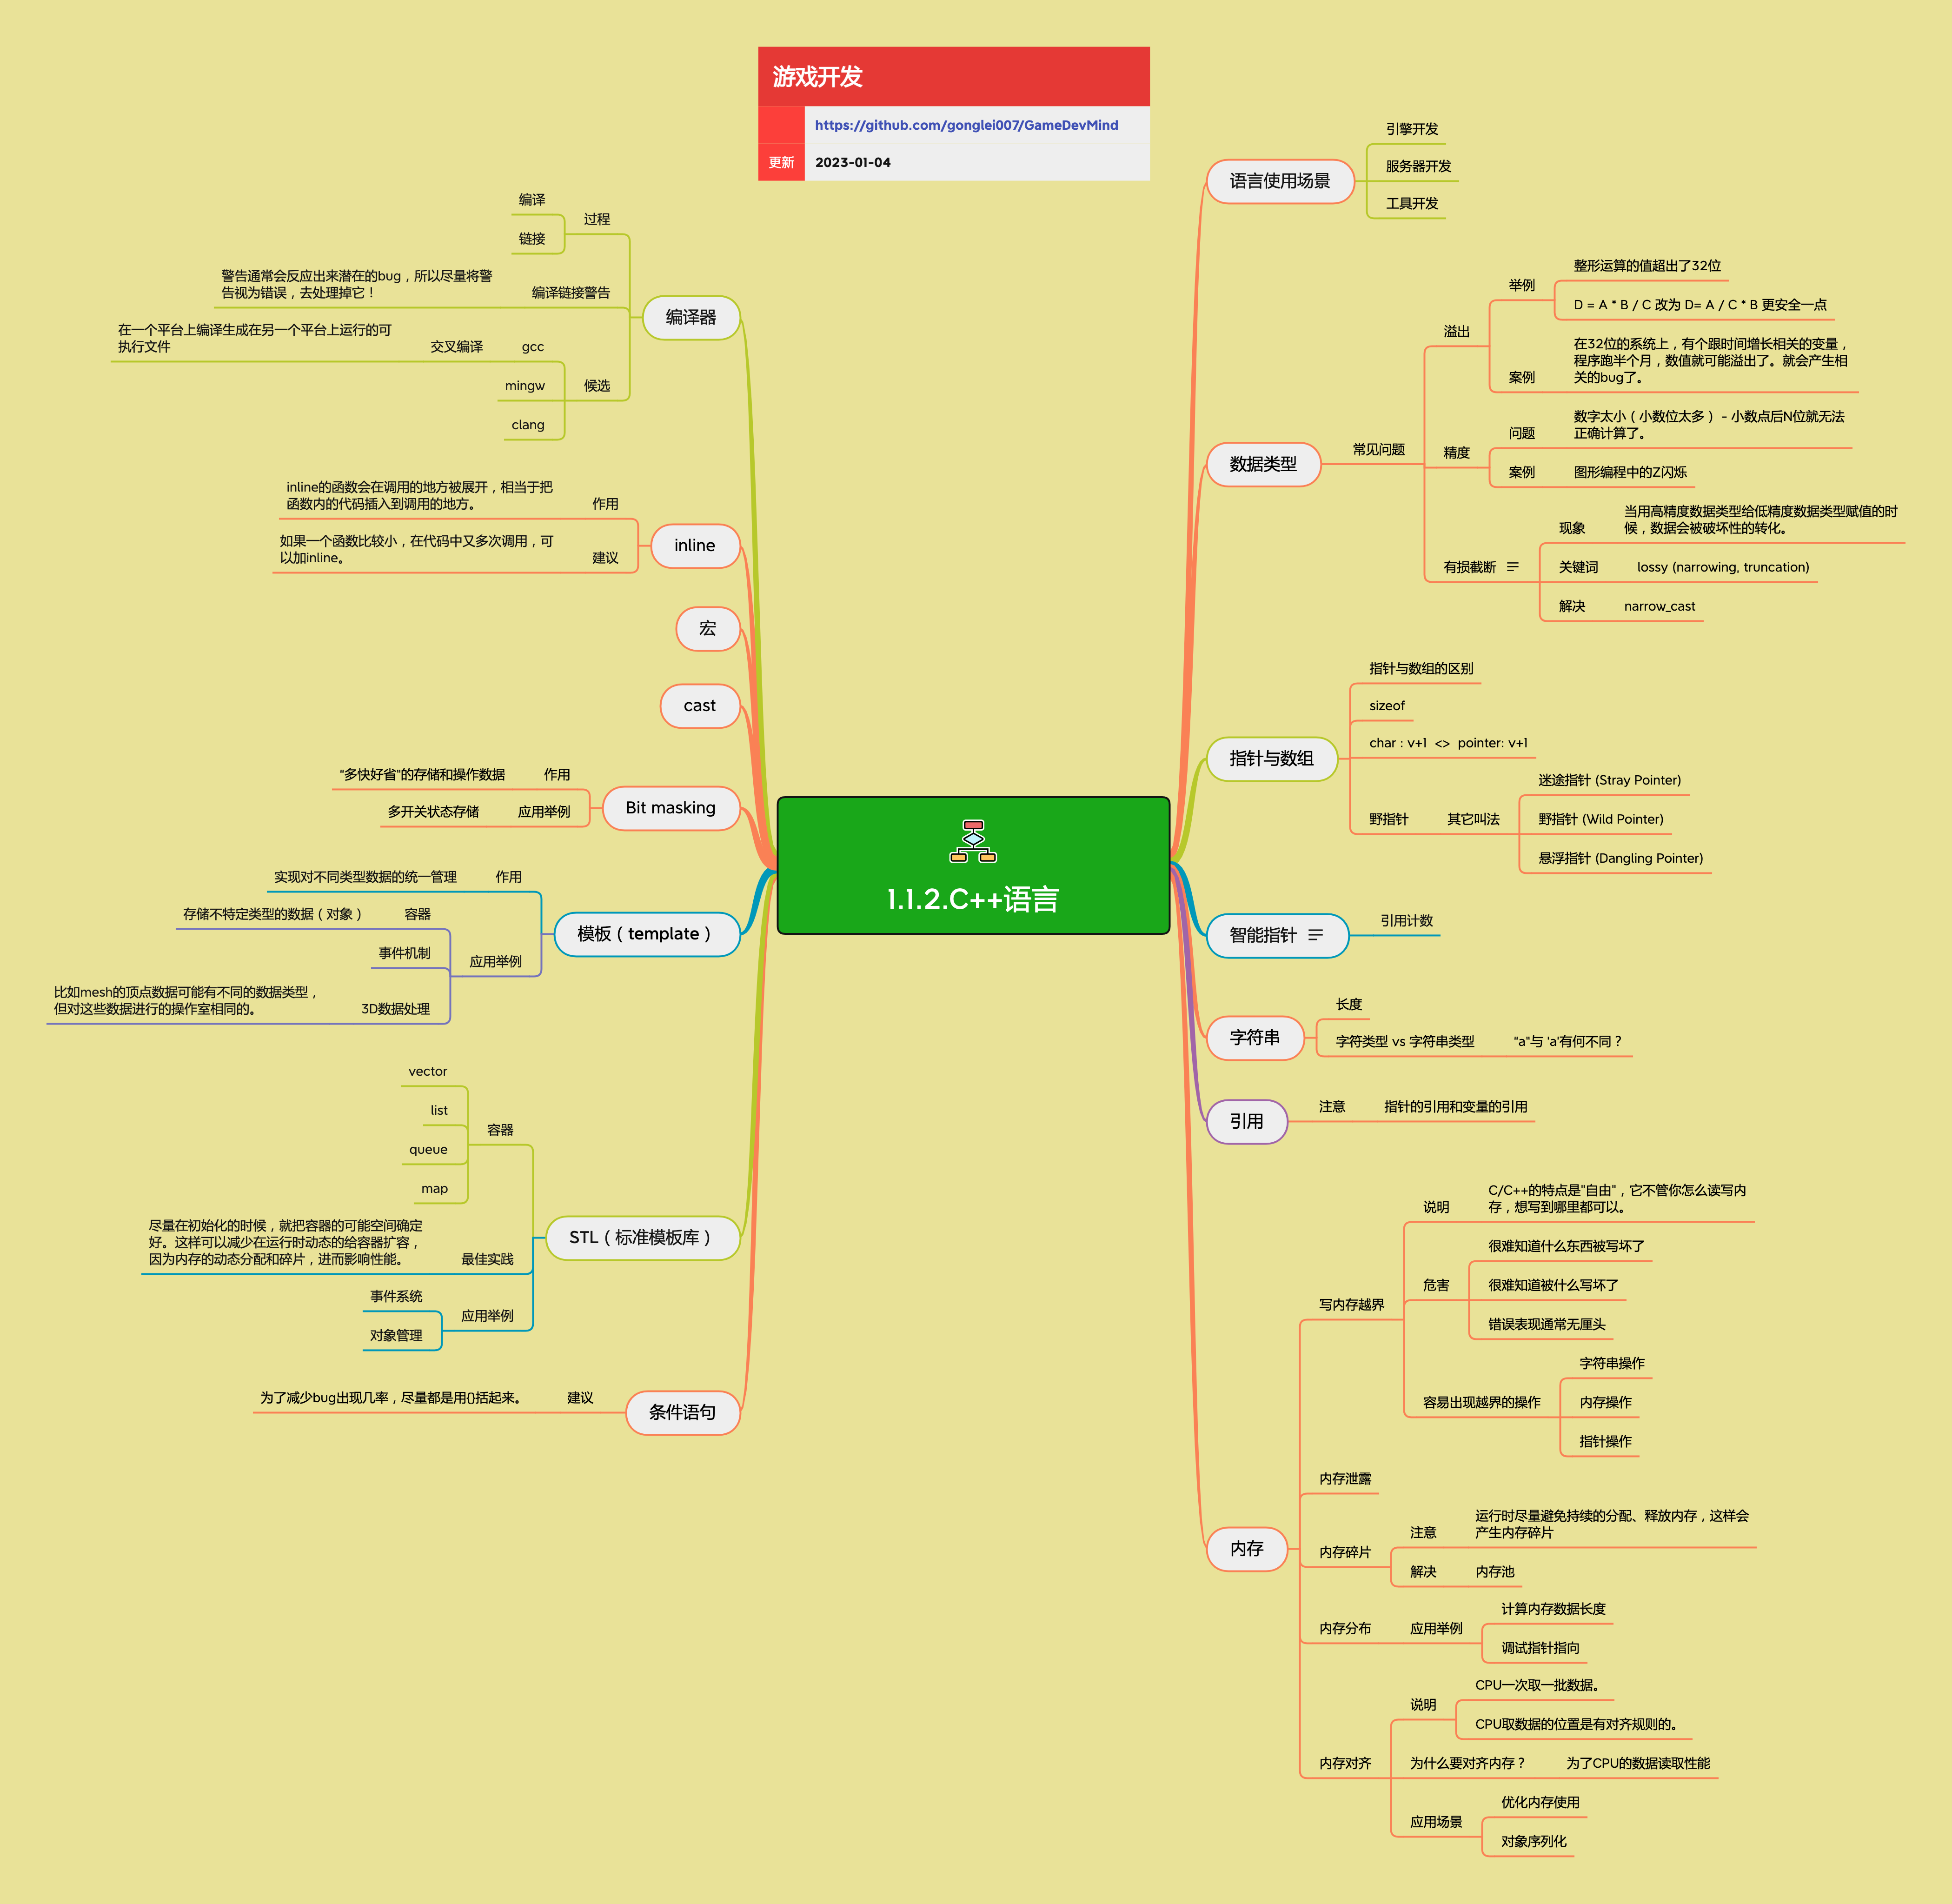 游戏开发
https://github.com/gonglei007/GameDevMind
更新
2023-01-04
1.1.2.C++语言
语言使用场景
引擎开发
服务器开发
工具开发
数据类型
常见问题
溢出
举例
整形运算的值超出了32位
D = A * B / C 改为 D= A / C * B 更安全一点
案例
在32位的系统上，有个跟时间增长相关的变量，
程序跑半个月，数值就可能溢出了。就会产生相
关的bug了。
精度
问题
数字太小（小数位太多） - 小数点后N位就无法
正确计算了。
案例
图形编程中的Z闪烁
有损截断
现象
当用高精度数据类型给低精度数据类型赋值的时
候，数据会被破坏性的转化。
关键词
lossy (narrowing, truncation)
解决
narrow_cast
指针与数组
指针与数组的区别
sizeof
char : v+1 <> pointer: v+1
野指针
其它叫法
迷途指针 (Stray Pointer)
野指针 (Wild Pointer)
悬浮指针 (Dangling Pointer)
智能指针
引用计数
字符串
长度
字符类型 vs 字符串类型
"a"与 'a'有何不同？
引用
注意
指针的引用和变量的引用
内存
写内存越界
说明
C/C++的特点是"自由"，它不管你怎么读写内
存，想写到哪里都可以。
危害
很难知道什么东西被写坏了
很难知道被什么写坏了
错误表现通常无厘头
容易出现越界的操作
字符串操作
内存操作
指针操作
内存泄露
内存碎片
注意
运行时尽量避免持续的分配、释放内存，这样会
产生内存碎片
解决
内存池
内存分布
应用举例
计算内存数据长度
调试指针指向
内存对齐
说明
CPU一次取一批数据。
CPU取数据的位置是有对齐规则的。
为什么要对齐内存？
为了CPU的数据读取性能
应用场景
优化内存使用
对象序列化
编译器
过程
编译
链接
编译链接警告
警告通常会反应出来潜在的bug，所以尽量将警
告视为错误，去处理掉它！
候选
gcc
交叉编译
在一个平台上编译生成在另一个平台上运行的可
执行文件
mingw
clang
inline
作用
inline的函数会在调用的地方被展开，相当于把
函数内的代码插入到调用的地方。
建议
如果一个函数比较小，在代码中又多次调用，可
以加inline。
宏
cast
Bit masking
作用
"多快好省"的存储和操作数据
应用举例
多开关状态存储
模板（template）
作用
实现对不同类型数据的统一管理
应用举例
容器
存储不特定类型的数据（对象）
事件机制
3D数据处理
比如mesh的顶点数据可能有不同的数据类型，
但对这些数据进行的操作室相同的。
STL（标准模板库）
容器
vector
list
queue
map
最佳实践
尽量在初始化的时候，就把容器的可能空间确定
好。这样可以减少在运行时动态的给容器扩容，
因为内存的动态分配和碎片，进而影响性能。
应用举例
事件系统
对象管理
条件语句
建议
为了减少bug出现几率，尽量都是用{}括起来。